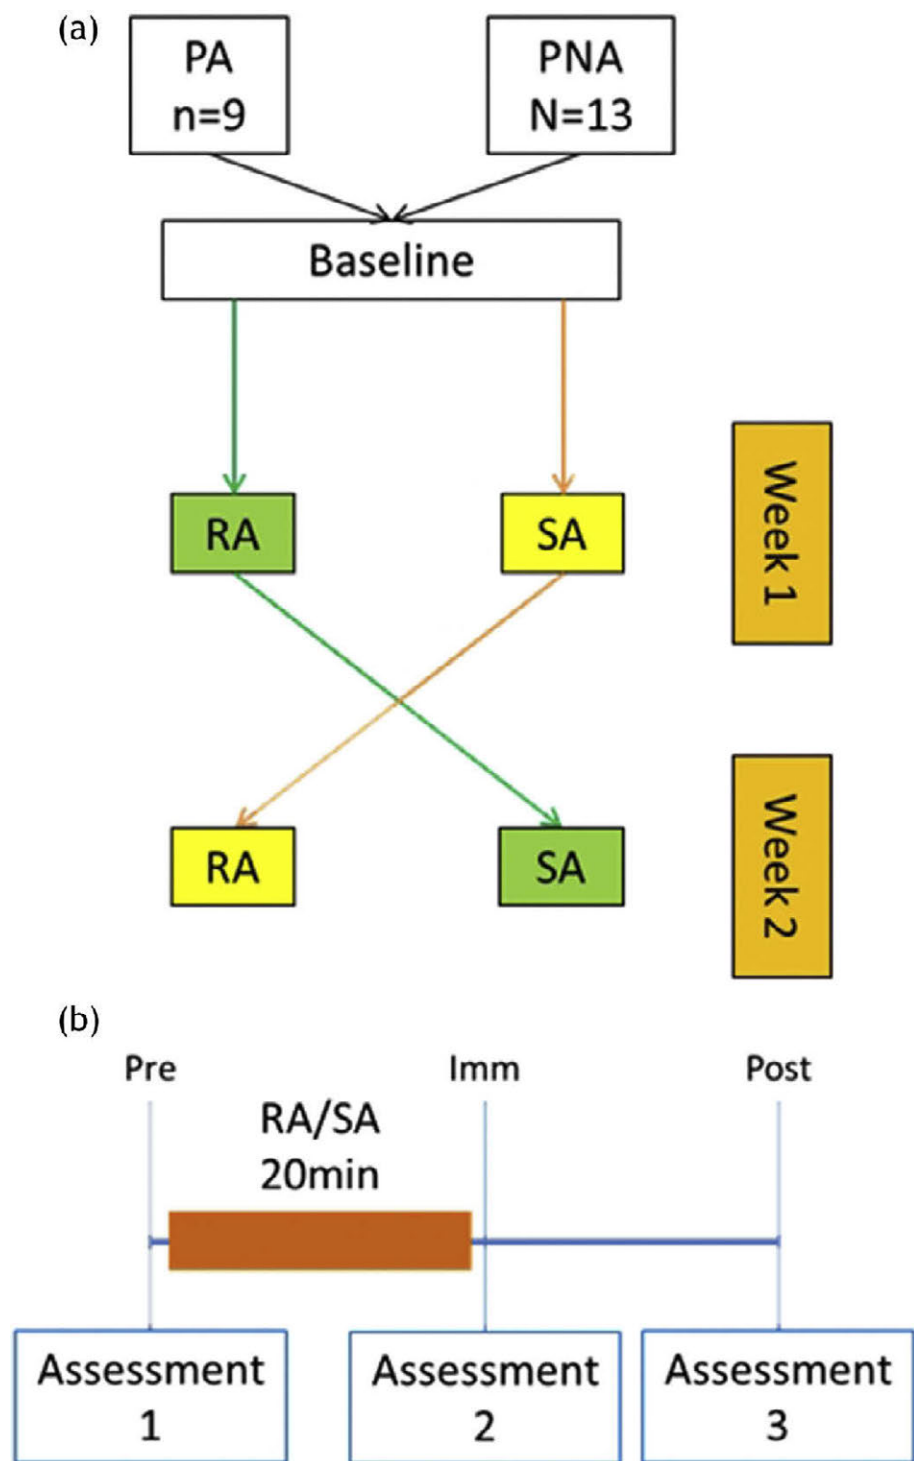 (a)
PA
n=9
PNA
N=13
Baseline
RA
SA
Week 1
RA
SA
Week 2
(b)
Pre
Imm
Post
RA/SA
20min
Assessment
1
Assessment
2
Assessment
3